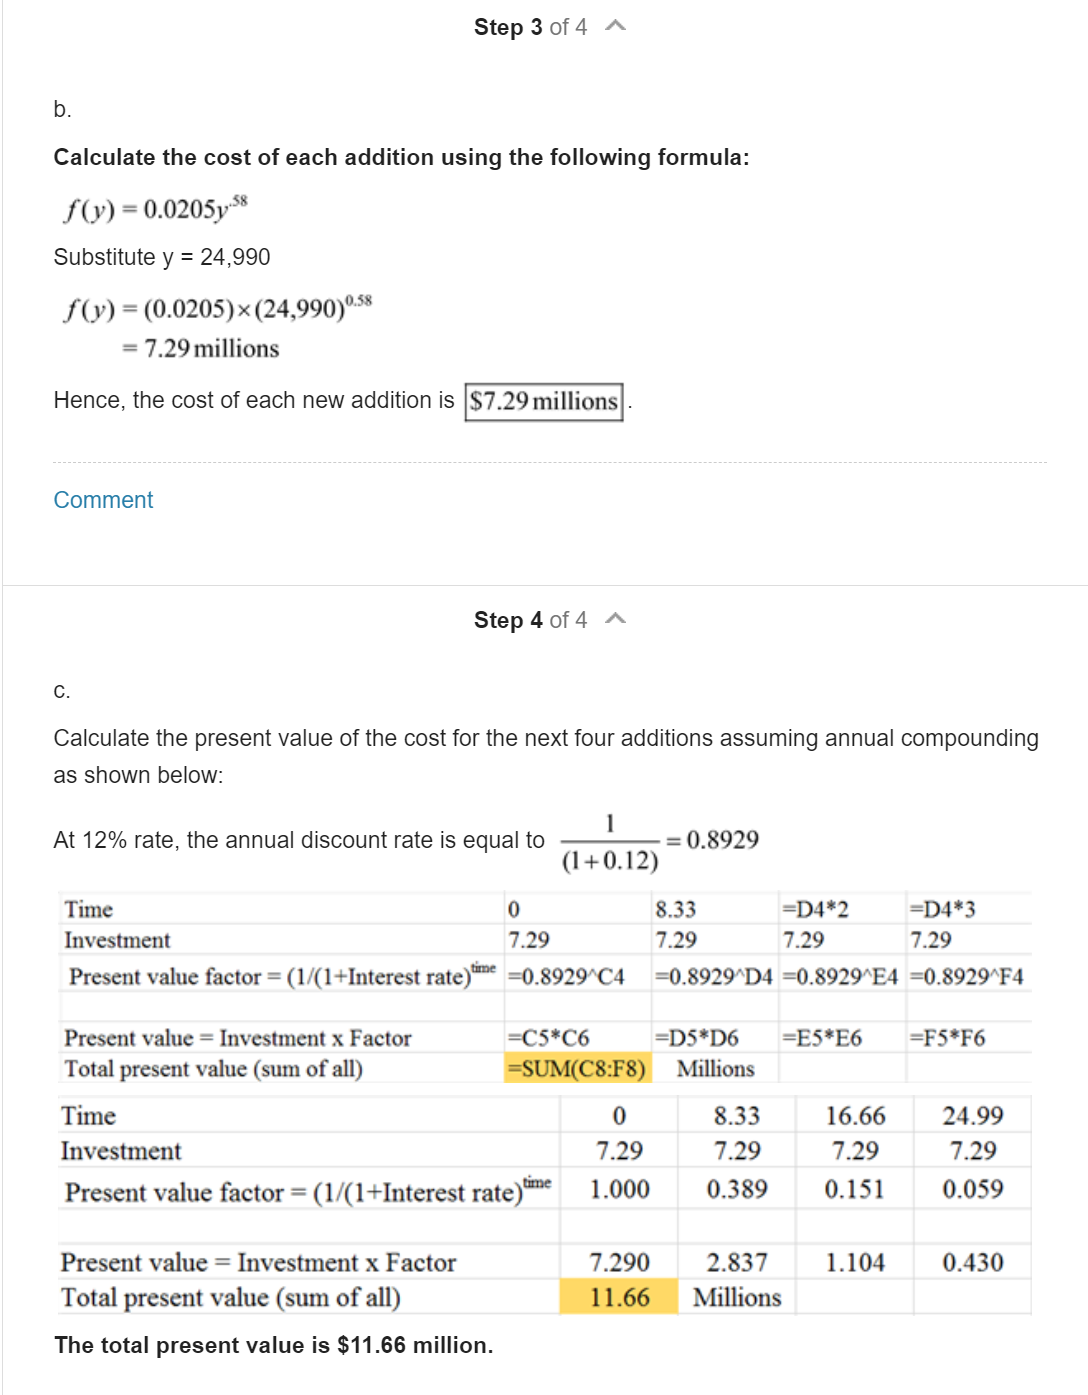 Step 3 of 4
b.
Calculate the cost of each addition using the following formula:
f(y) = 0.0205y^.58
Substitute y = 24,990
f(y) = (0.0205)×(24,990)^0.58
= 7.29 millions
Hence, the cost of each new addition is $7.29 millions.
Comment
Step 4 of 4
c.
Calculate the present value of the cost for the next four additions assuming annual compounding
as shown below:
At 12% rate, the annual discount rate is equal to 1/(1+0.12) = 0.8929
Time 0 8.33 =D4*2 =D4*3
Investment 7.29 7.29 7.29 7.29
Present value factor = (1/(1+Interest rate)^time =0.8929^C4 =0.8929^D4 =0.8929^E4 =0.8929^F4
Present value = Investment x Factor =C5*C6 =D5*D6 =E5*E6 =F5*F6
Total present value (sum of all) =SUM(C8:F8) Millions
Time 0 8.33 16.66 24.99
Investment 7.29 7.29 7.29 7.29
Present value factor = (1/(1+Interest rate)^time 1.000 0.389 0.151 0.059
Present value = Investment x Factor 7.290 2.837 1.104 0.430
Total present value (sum of all) 11.66 Millions
The total present value is $11.66 million.